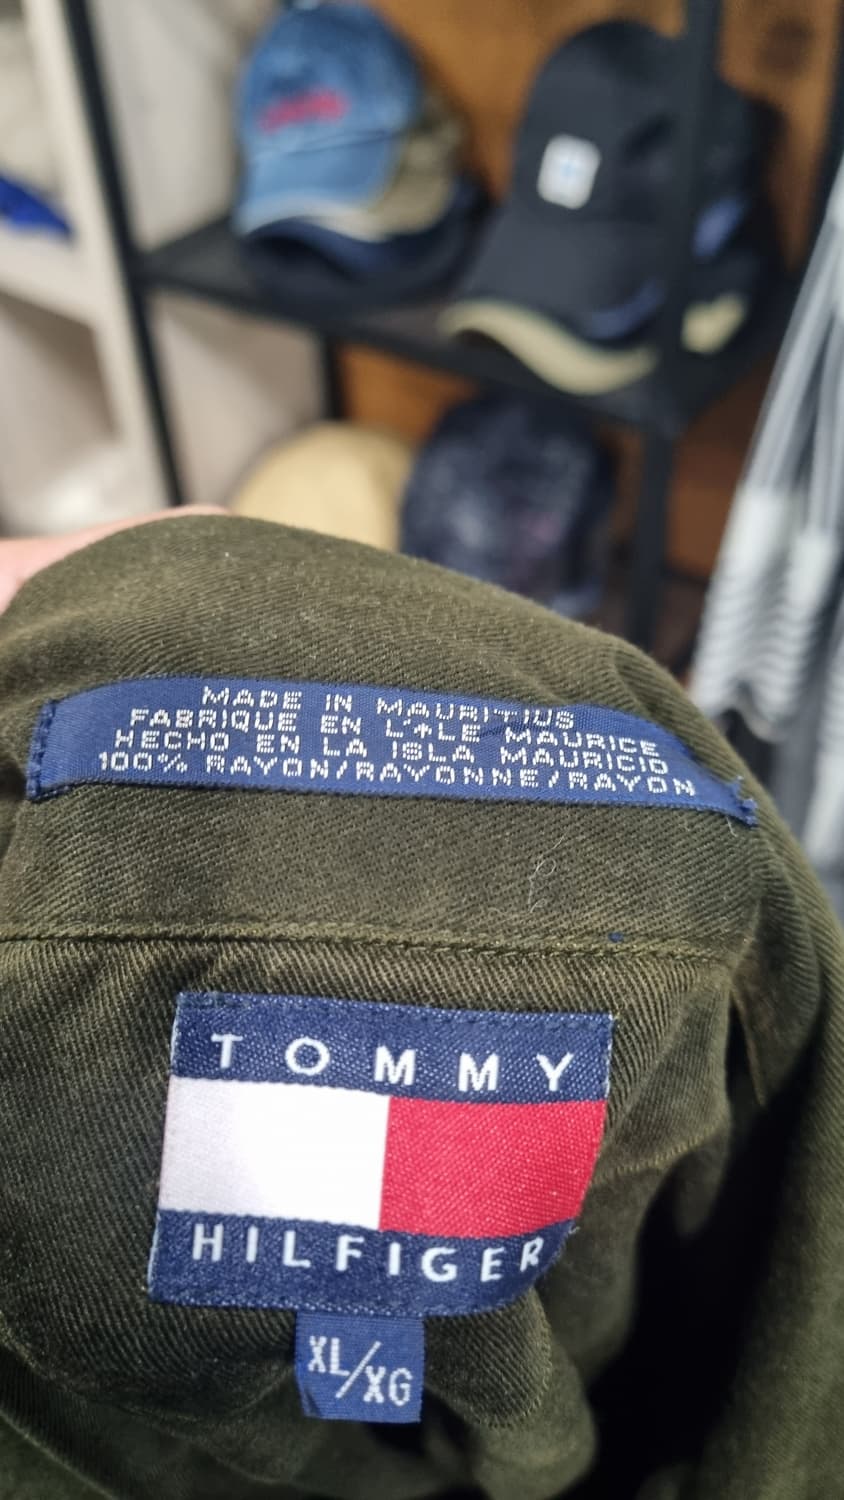 MADE IN MAURITIUS
FABRIQUE EN L'ILE MAURICE
HECHO EN LA ISLA MAURICIO
100% RAYON/RAYONNE/RAYON
TOMMY
HILFIGER
XL/XG